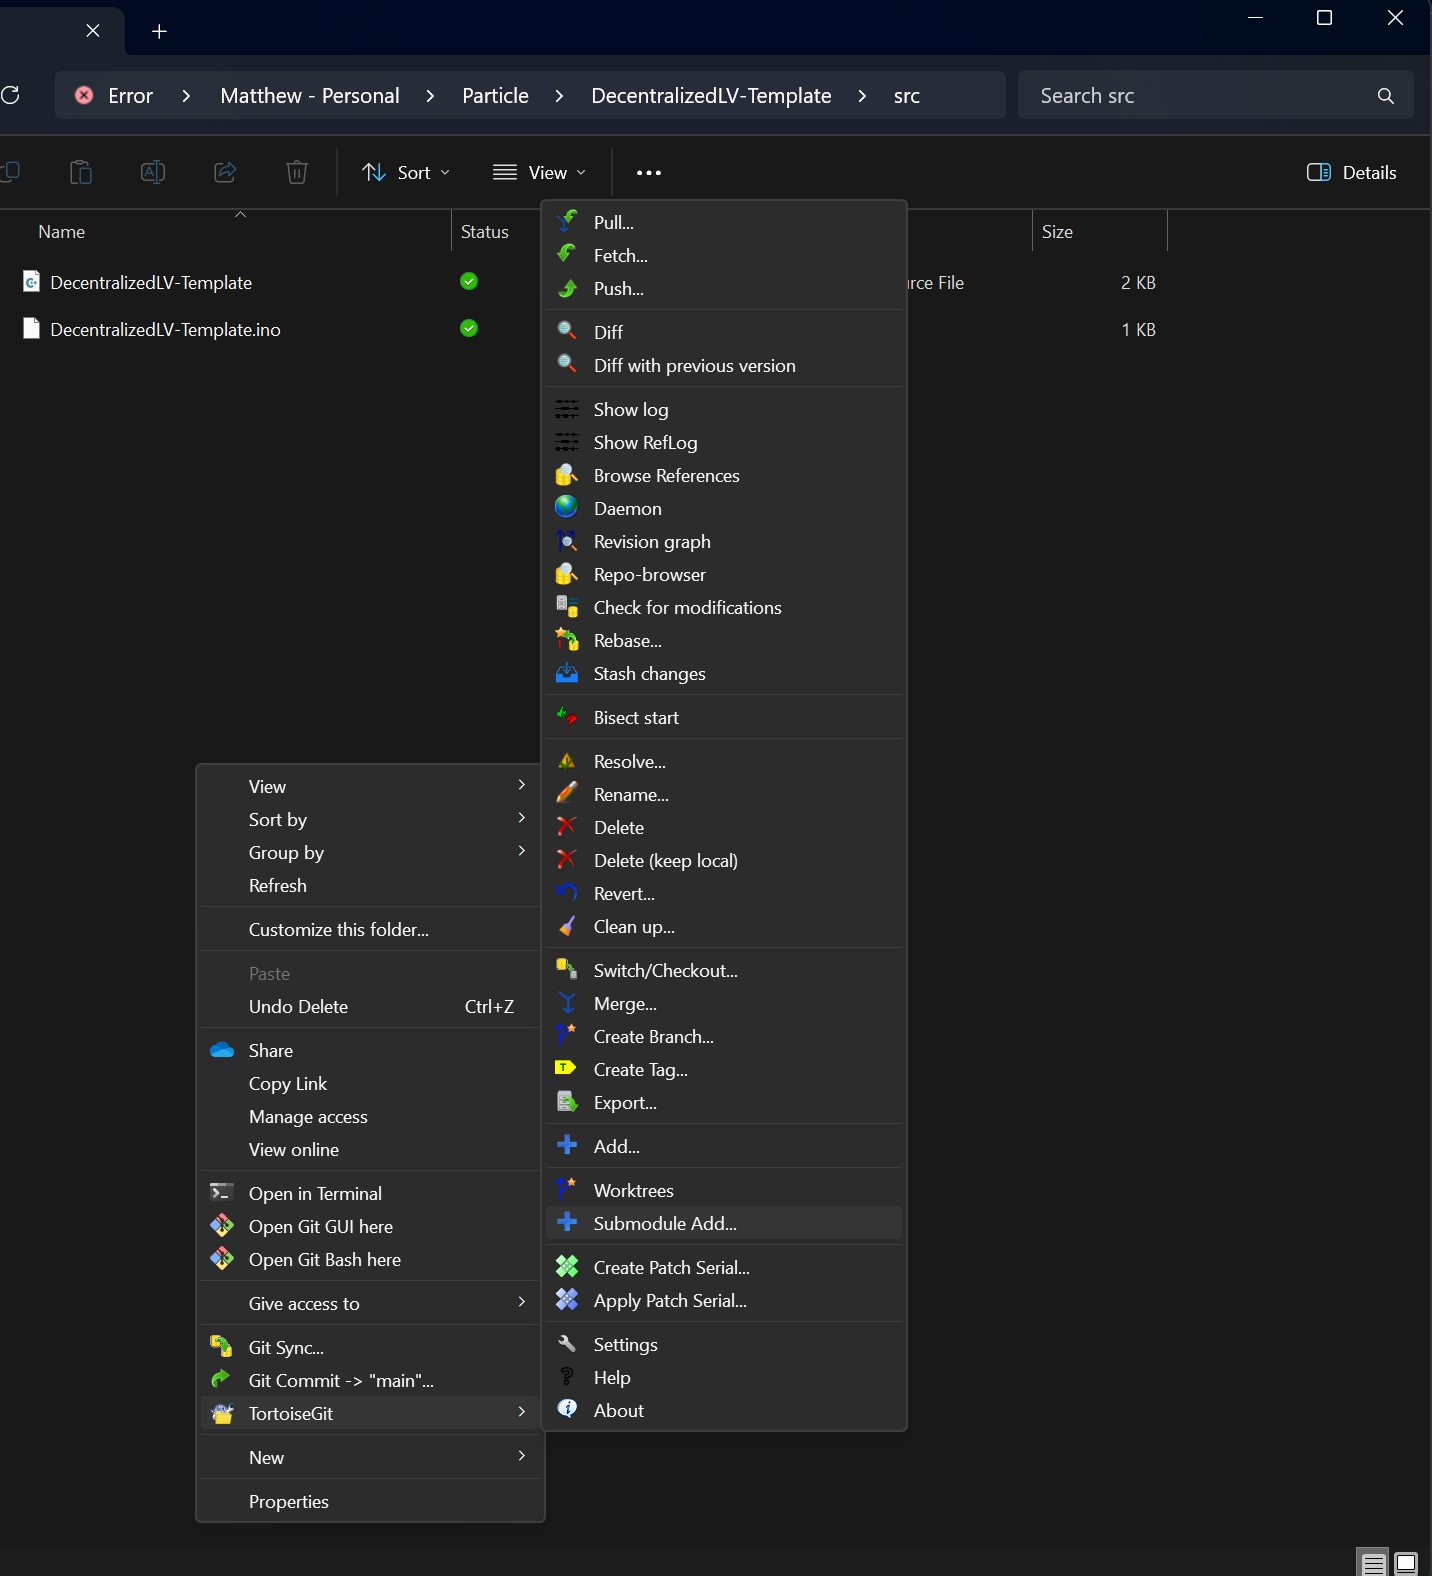 Error > Matthew - Personal > Particle > DecentralizedLV-Template > src
Search src
Sort
View
Details
Name
Status
Size
DecentralizedLV-Template
rce File
2 KB
DecentralizedLV-Template.ino
1 KB
View
Sort by
Group by
Refresh
Customize this folder...
Paste
Undo Delete Ctrl+Z
Share
Copy Link
Manage access
View online
Open in Terminal
Open Git GUI here
Open Git Bash here
Give access to
Git Sync...
Git Commit -> "main"...
TortoiseGit
New
Properties
Pull...
Fetch...
Push...
Diff
Diff with previous version
Show log
Show RefLog
Browse References
Daemon
Revision graph
Repo-browser
Check for modifications
Rebase...
Stash changes
Bisect start
Resolve...
Rename...
Delete
Delete (keep local)
Revert...
Clean up...
Switch/Checkout...
Merge...
Create Branch...
Create Tag...
Export...
Add...
Worktrees
Submodule Add...
Create Patch Serial...
Apply Patch Serial...
Settings
Help
About